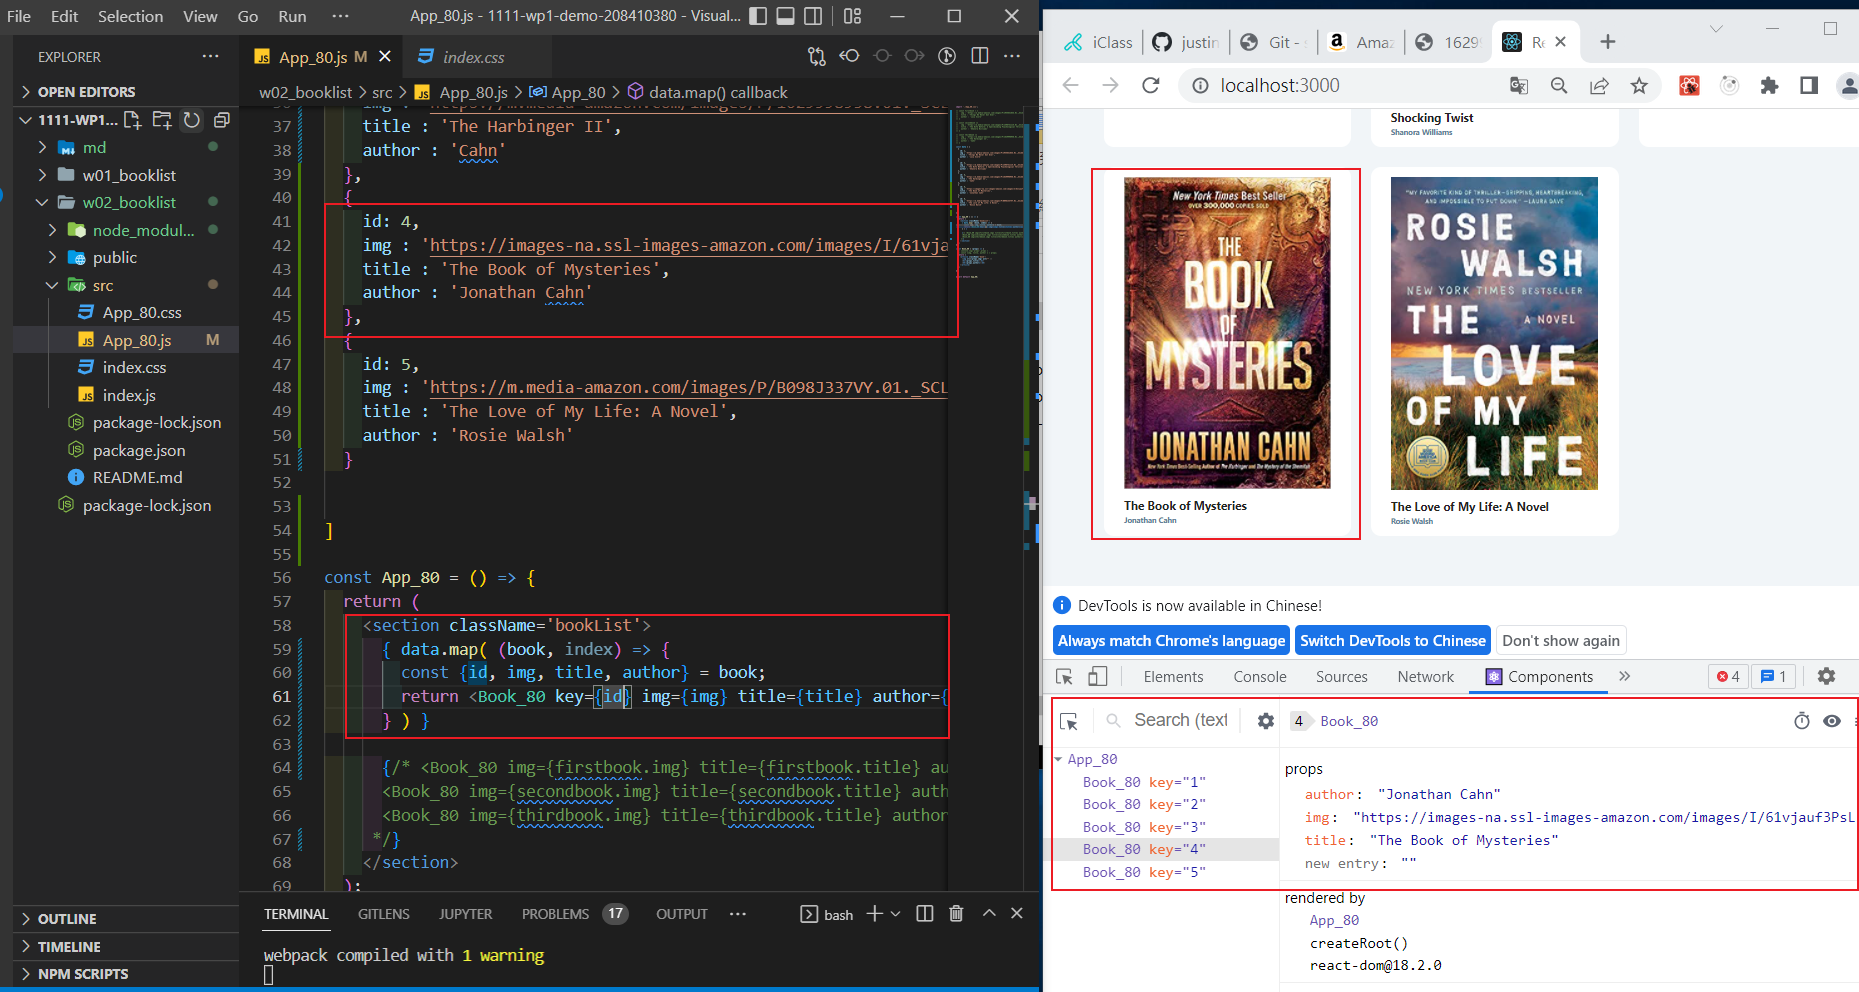 File Edit Selection View Go Run ··· App_80.js - 1111-wp1-demo-208410380 - Visual...
EXPLORER ···
OPEN EDITORS
1111-WP1...
md
w01_booklist
w02_booklist
node_modul...
public
src
App_80.css
App_80.js M
index.css
index.js
package-lock.json
package.json
README.md
package-lock.json
OUTLINE
TIMELINE
NPM SCRIPTS
App_80.js M
index.css
w02_booklist > src > App_80.js > App_80 > data.map() callback
37 title : 'The Harbinger II',
38 author : 'Cahn'
39 },
40 {
41 id: 4,
42 img : 'https://images-na.ssl-images-amazon.com/images/I/61vja
43 title : 'The Book of Mysteries',
44 author : 'Jonathan Cahn'
45 },
46 {
47 id: 5,
48 img : 'https://m.media-amazon.com/images/P/B098J337VY.01._SCL
49 title : 'The Love of My Life: A Novel',
50 author : 'Rosie Walsh'
51 }
52
53
54 ]
55
56 const App_80 = () => {
57 return (
58 <section className='bookList'>
59 { data.map( (book, index) => {
60 const {id, img, title, author} = book;
61 return <Book_80 key={id} img={img} title={title} author={
62 } ) }
63
64 {/* <Book_80 img={firstbook.img} title={firstbook.title} au
65 <Book_80 img={secondbook.img} title={secondbook.title} auth
66 <Book_80 img={thirdbook.img} title={thirdbook.title} author
67 */}
68 </section>
69 );
TERMINAL GITLENS JUPYTER PROBLEMS 17 OUTPUT ··· bash
webpack compiled with 1 warning
iClass
justin
Git - s
Amaz
1629
Re
localhost:3000
Shocking Twist
Shanora Williams
New York Times Best Seller
OVER 300,000 COPIES SOLD
THE
BOOK
OF
MYSTERIES
JONATHAN CAHN
New York Times Best-Selling Author of The Harbinger and The Mystery of the Shemitah
The Book of Mysteries
Jonathan Cahn
"MY FAVORITE KIND OF THRILLER—GRIPPING, HEARTBREAKING,
AND IMPOSSIBLE TO PUT DOWN." —LAURA DAVE
ROSIE
WALSH
NEW YORK TIMES BESTSELLER
THE
A NOVEL
LOVE
OF MY
LIFE
The Love of My Life: A Novel
Rosie Walsh
DevTools is now available in Chinese!
Always match Chrome's language
Switch DevTools to Chinese
Don't show again
Elements Console Sources Network Components » 4 1
Search (text
4 Book_80
App_80
Book_80 key="1"
Book_80 key="2"
Book_80 key="3"
Book_80 key="4"
Book_80 key="5"
props
author: "Jonathan Cahn"
img: "https://images-na.ssl-images-amazon.com/images/I/61vjauf3PsL
title: "The Book of Mysteries"
new entry: ""
rendered by
App_80
createRoot()
react-dom@18.2.0